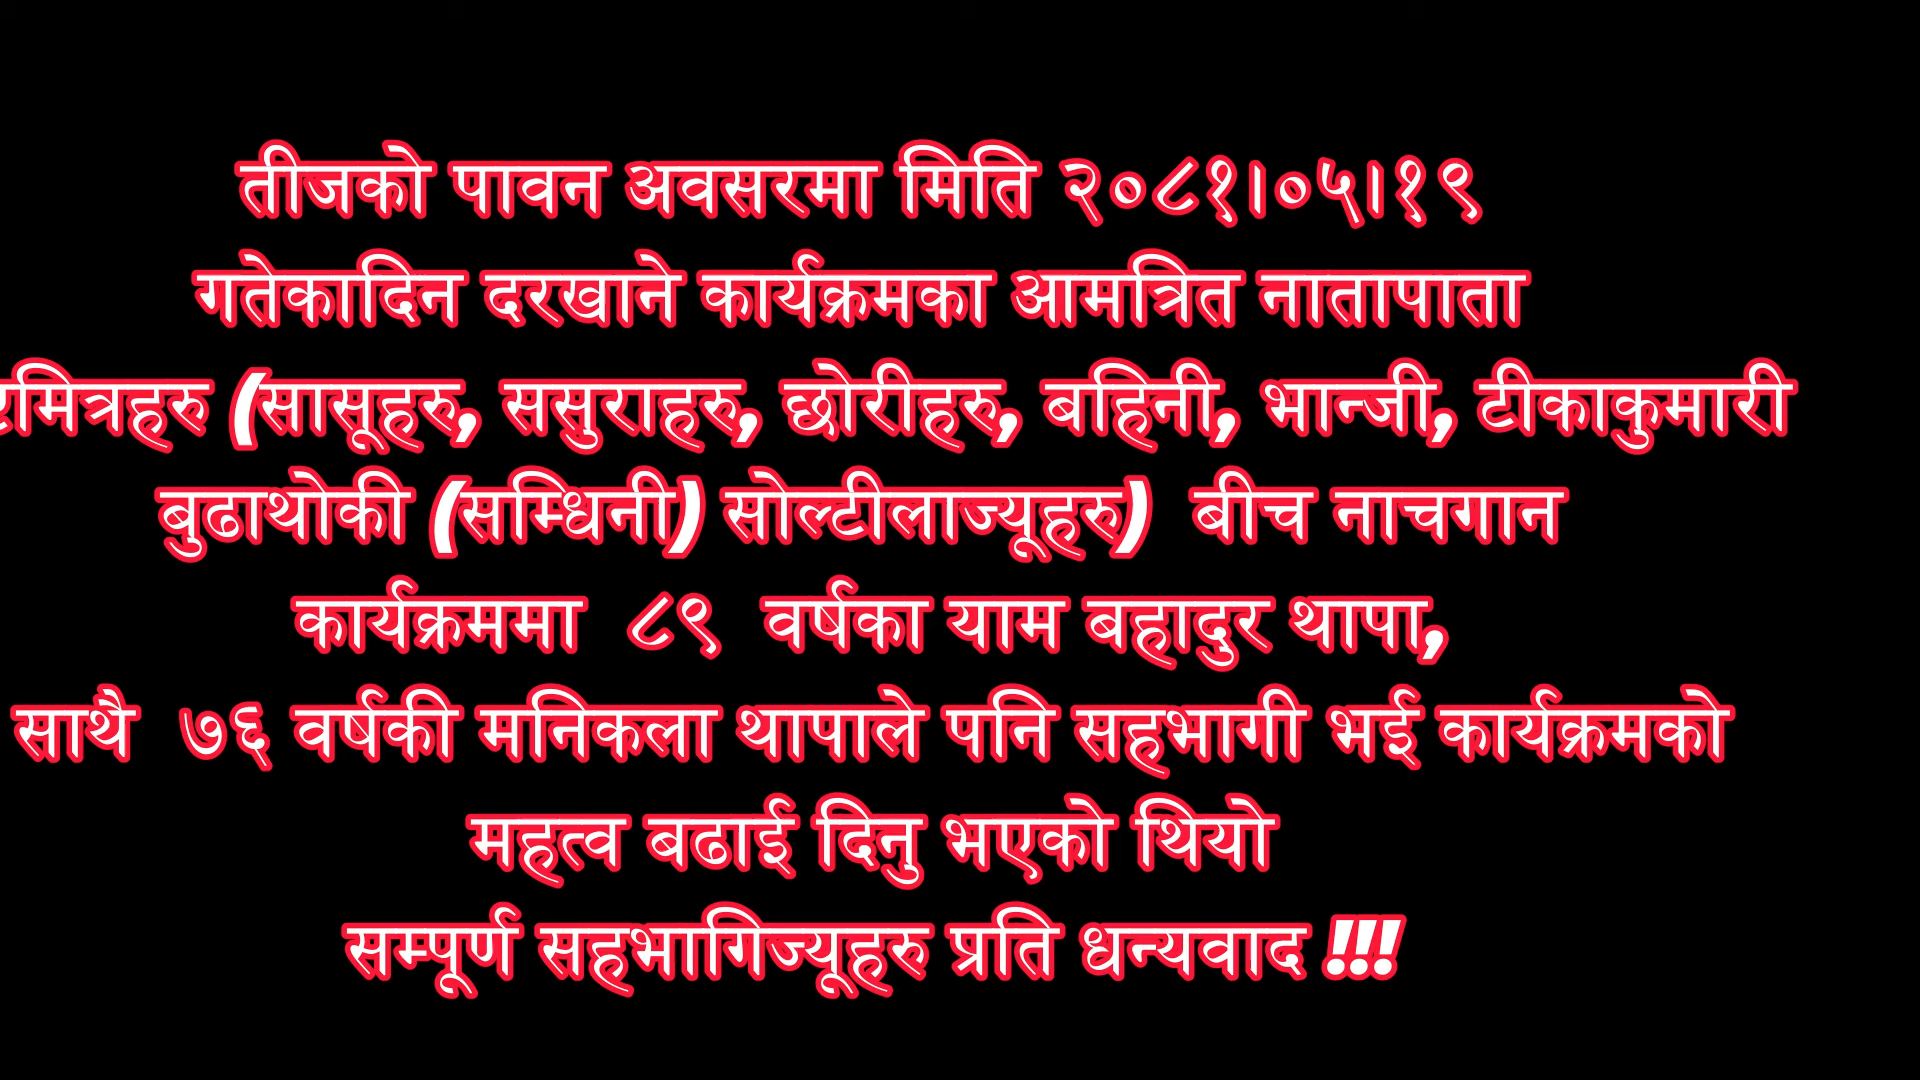 तीजको पावन अवसरमा मिति २०८१।०५।१९
गतेकादिन दरखाने कार्यक्रमका आमत्रित नातापाता
(सासूहरु, ससुराहरु, छोरीहरु, बहिनी, भान्जी, टीकाकुमारी
बुढाथोकी (सम्धिनी) सोल्टीलाज्यूहरु) बीच नाचगान
कार्यक्रममा ८९ वर्षका याम बहादुर थापा,
साथै ७६ वर्षकी मनिकला थापाले पनि सहभागी भई कार्यक्रमको
महत्व बढाई दिनु भएको थियो
सम्पूर्ण सहभागिज्यूहरु प्रति धन्यवाद !!!